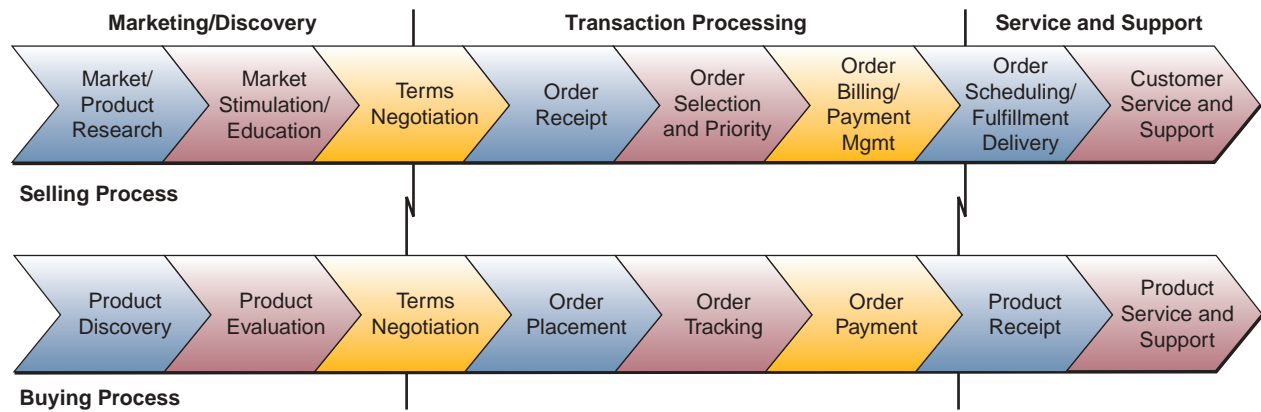 Marketing/Discovery
Transaction Processing
Service and Support
Market/
Product
Research
Market
Stimulation/
Education
Terms
Negotiation
Order
Receipt
Order
Selection
and Priority
Order
Billing/
Payment
Mgmt
Order
Scheduling/
Fulfillment
Delivery
Customer
Service and
Support
Selling Process
Product
Discovery
Product
Evaluation
Terms
Negotiation
Order
Placement
Order
Tracking
Order
Payment
Product
Receipt
Product
Service and
Support
Buying Process